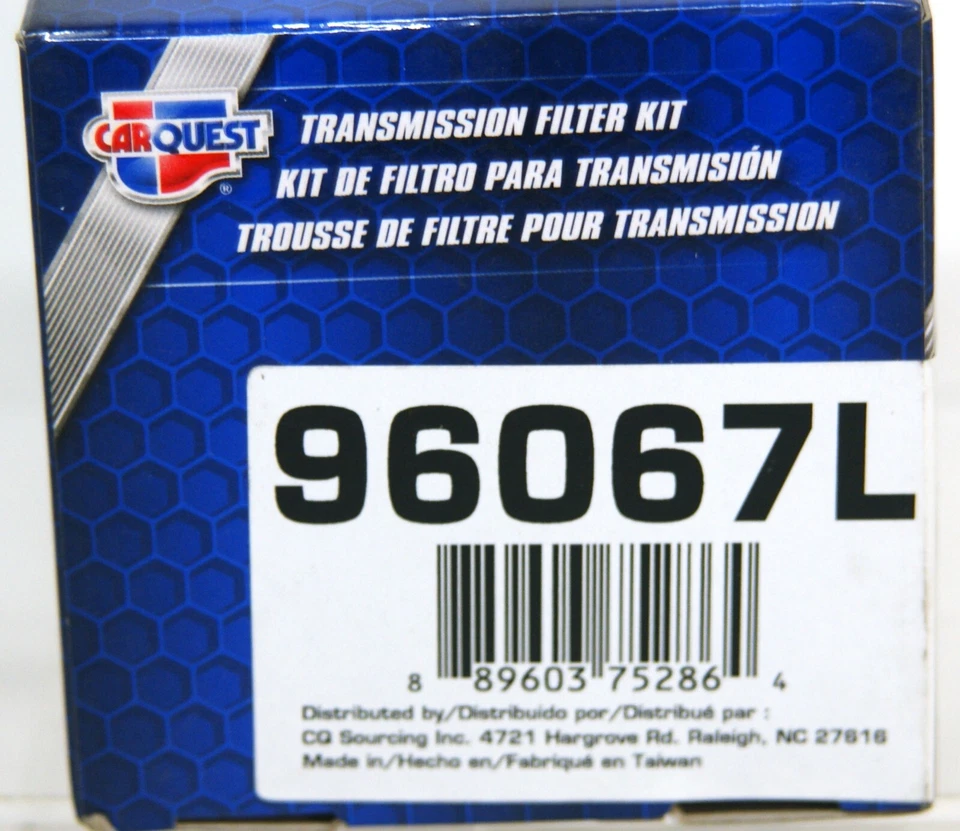 CARQUEST
®
TRANSMISSION FILTER KIT
KIT DE FILTRO PARA TRANSMISIÓN
TROUSSE DE FILTRE POUR TRANSMISSION
96067L
8 89603 75286 4
Distributed by/Distribuido por/Distribué par :
CQ Sourcing Inc. 4721 Hargrove Rd. Raleigh, NC 27616
Made in/Hecho en/Fabriqué en Taiwan